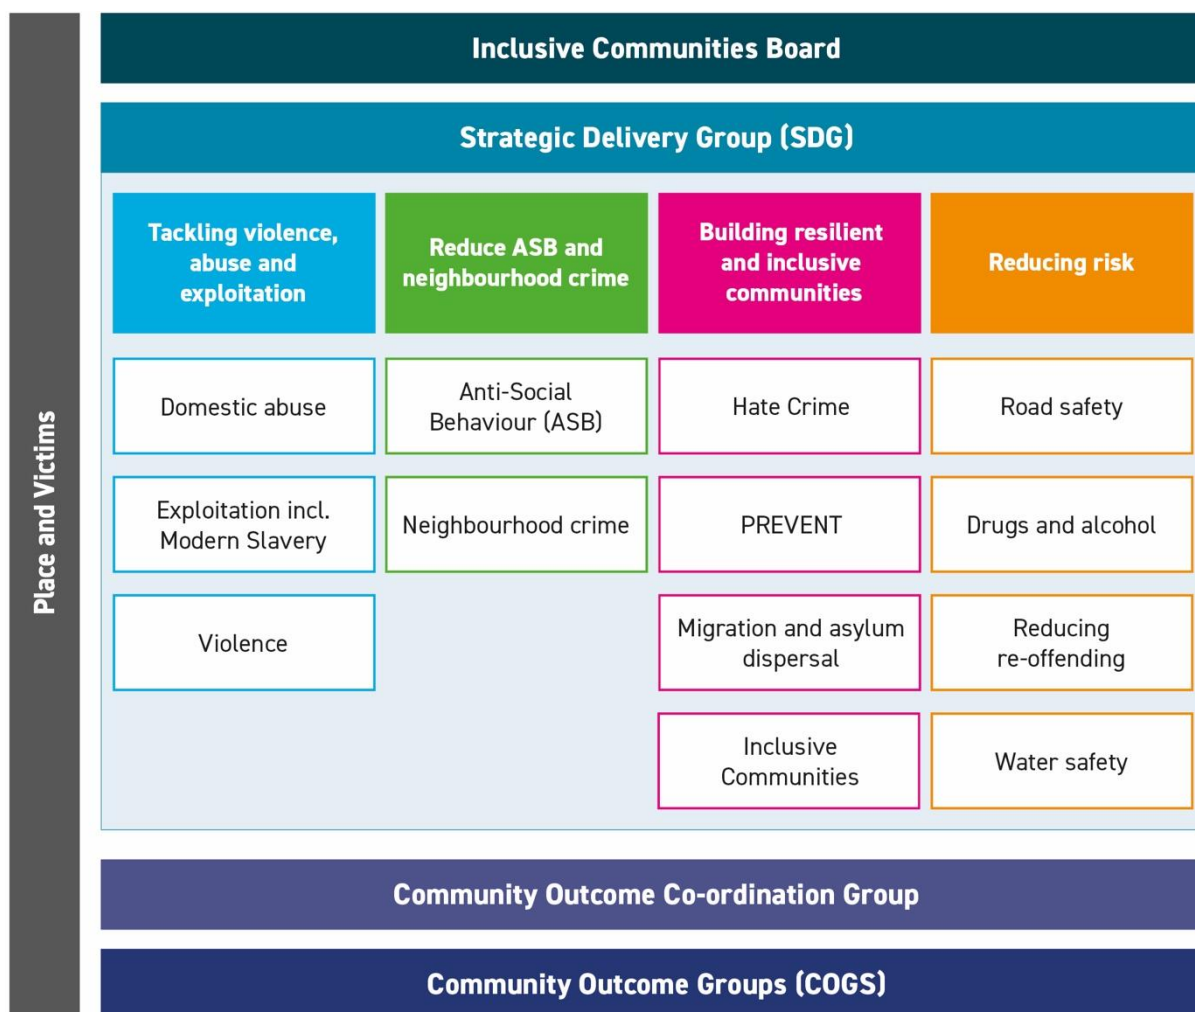 Place and Victims
Inclusive Communities Board
Strategic Delivery Group (SDG)
Tackling violence,
abuse and
exploitation
Domestic abuse
Exploitation incl.
Modern Slavery
Violence
Reduce ASB and
neighbourhood crime
Anti-Social
Behaviour (ASB)
Neighbourhood crime
Building resilient
and inclusive
communities
Hate Crime
PREVENT
Migration and asylum
dispersal
Inclusive
Communities
Reducing risk
Road safety
Drugs and alcohol
Reducing
re-offending
Water safety
Community Outcome Co-ordination Group
Community Outcome Groups (COGS)